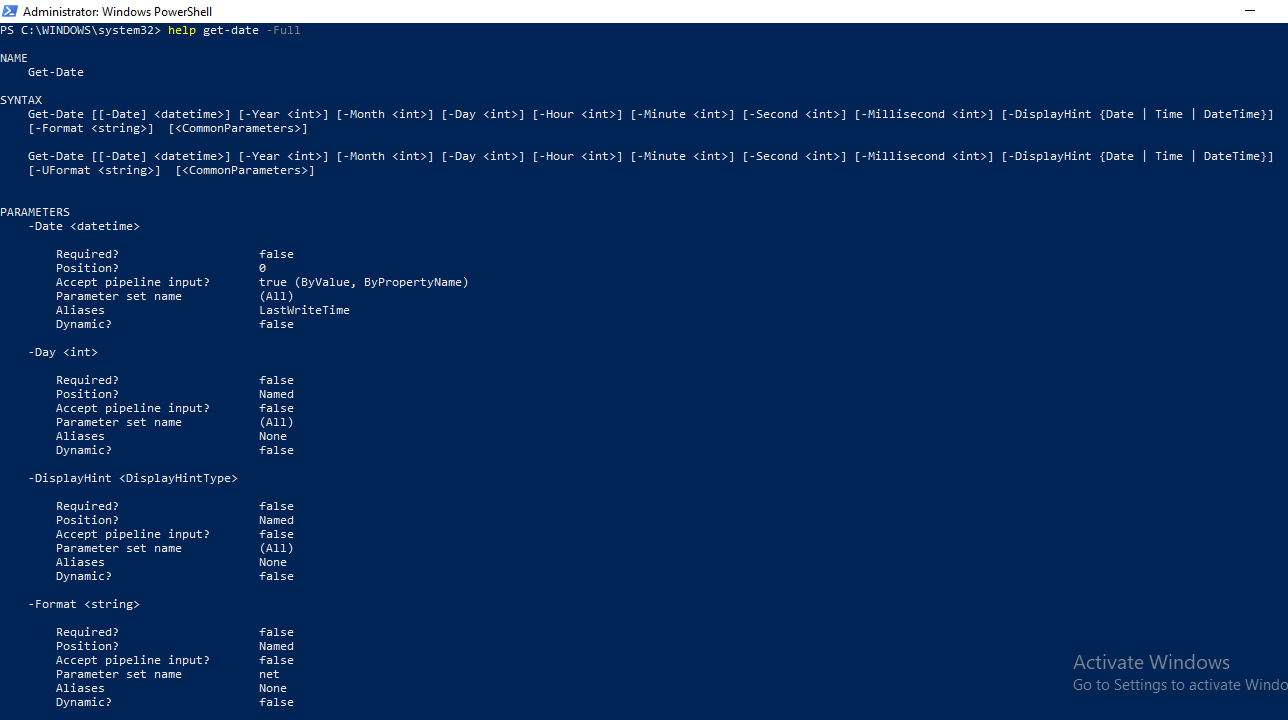 Administrator: Windows PowerShell
PS C:\WINDOWS\system32> help get-date -Full
NAME
Get-Date
SYNTAX
Get-Date [[-Date] <datetime>] [-Year <int>] [-Month <int>] [-Day <int>] [-Hour <int>] [-Minute <int>] [-Second <int>] [-Millisecond <int>] [-DisplayHint {Date | Time | DateTime}]
[-Format <string>]  [<CommonParameters>]
Get-Date [[-Date] <datetime>] [-Year <int>] [-Month <int>] [-Day <int>] [-Hour <int>] [-Minute <int>] [-Second <int>] [-Millisecond <int>] [-DisplayHint {Date | Time | DateTime}]
[-UFormat <string>]  [<CommonParameters>]
PARAMETERS
-Date <datetime>
Required? false
Position? 0
Accept pipeline input? true (ByValue, ByPropertyName)
Parameter set name (All)
Aliases LastWriteTime
Dynamic? false
-Day <int>
Required? false
Position? Named
Accept pipeline input? false
Parameter set name (All)
Aliases None
Dynamic? false
-DisplayHint <DisplayHintType>
Required? false
Position? Named
Accept pipeline input? false
Parameter set name (All)
Aliases None
Dynamic? false
-Format <string>
Required? false
Position? Named
Accept pipeline input? false
Parameter set name net
Aliases None
Dynamic? false
Activate Windows
Go to Settings to activate Windo